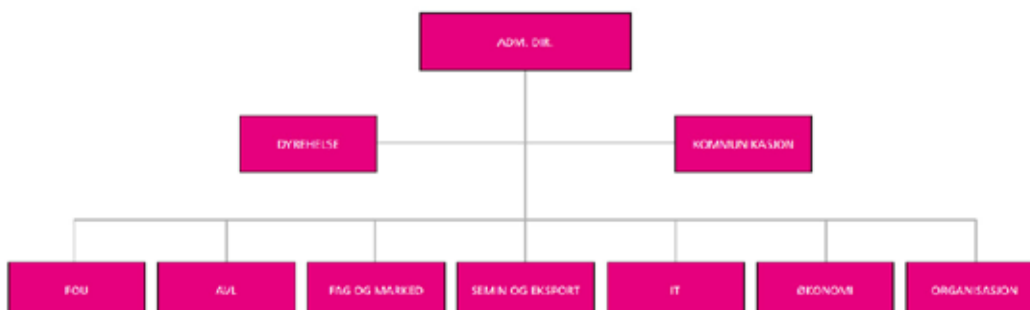 ADM. DIR.
DYREHELSE
KOMMUNIKASJON
FOU
AVL
FAG OG MARKED
SEMIN OG EKSPORT
IT
ØKONOMI
ORGANISASJON